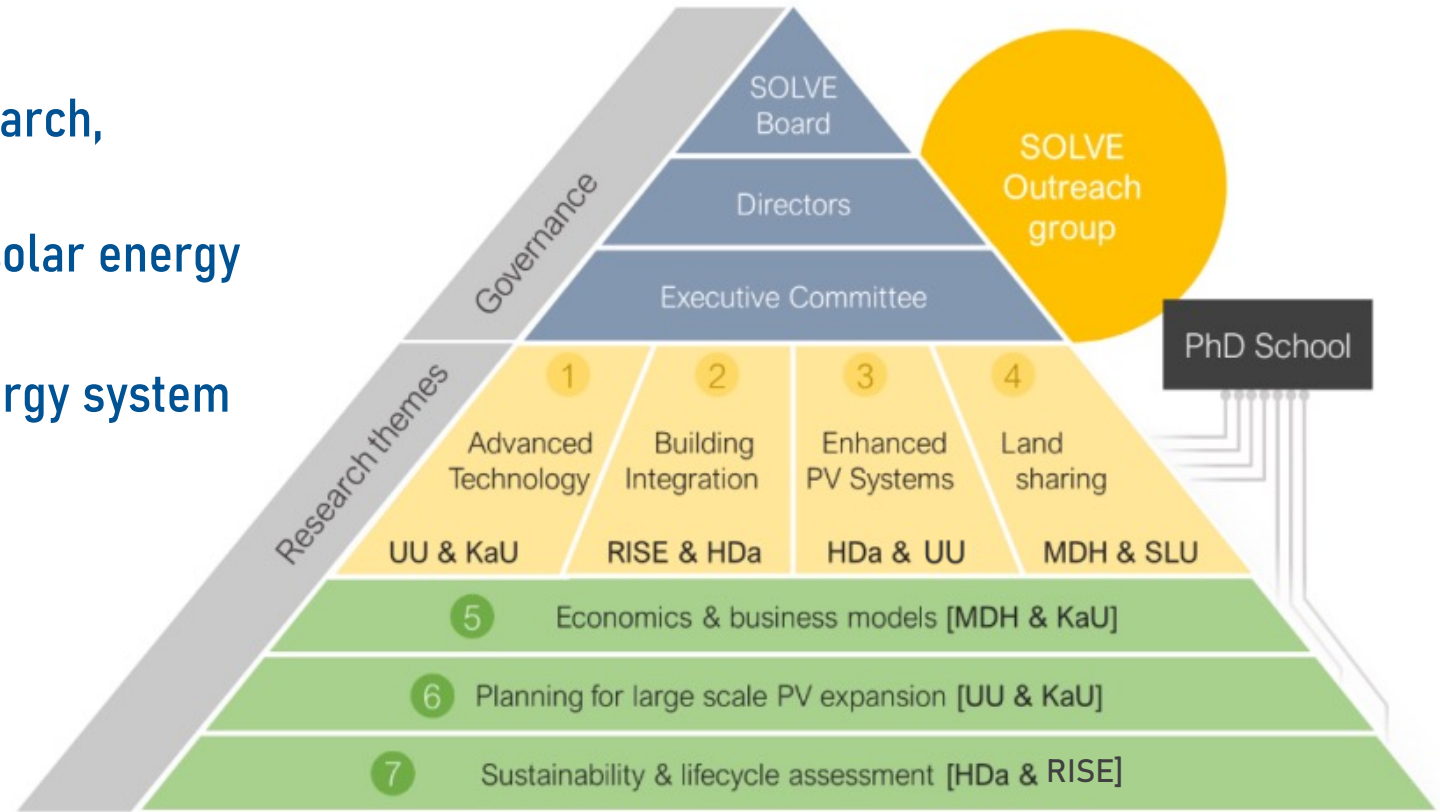 arch,
olar energy
rgy system
Governance
Research themes
SOLVE
Board
Directors
Executive Committee
SOLVE
Outreach
group
PhD School
1
Advanced
Technology
UU & KaU
2
Building
Integration
RISE & HDa
3
Enhanced
PV Systems
HDa & UU
4
Land
sharing
MDH & SLU
5 Economics & business models [MDH & KaU]
6 Planning for large scale PV expansion [UU & KaU]
7 Sustainability & lifecycle assessment [HDa & RISE]